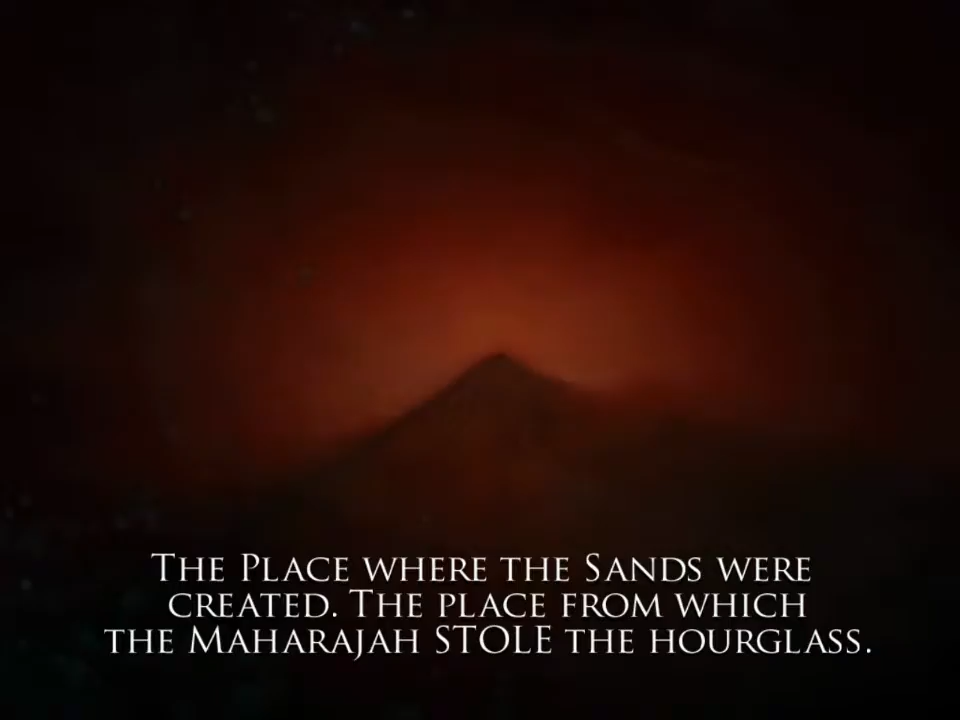 The Place where the Sands were
created. The place from which
the Maharajah STOLE the hourglass.